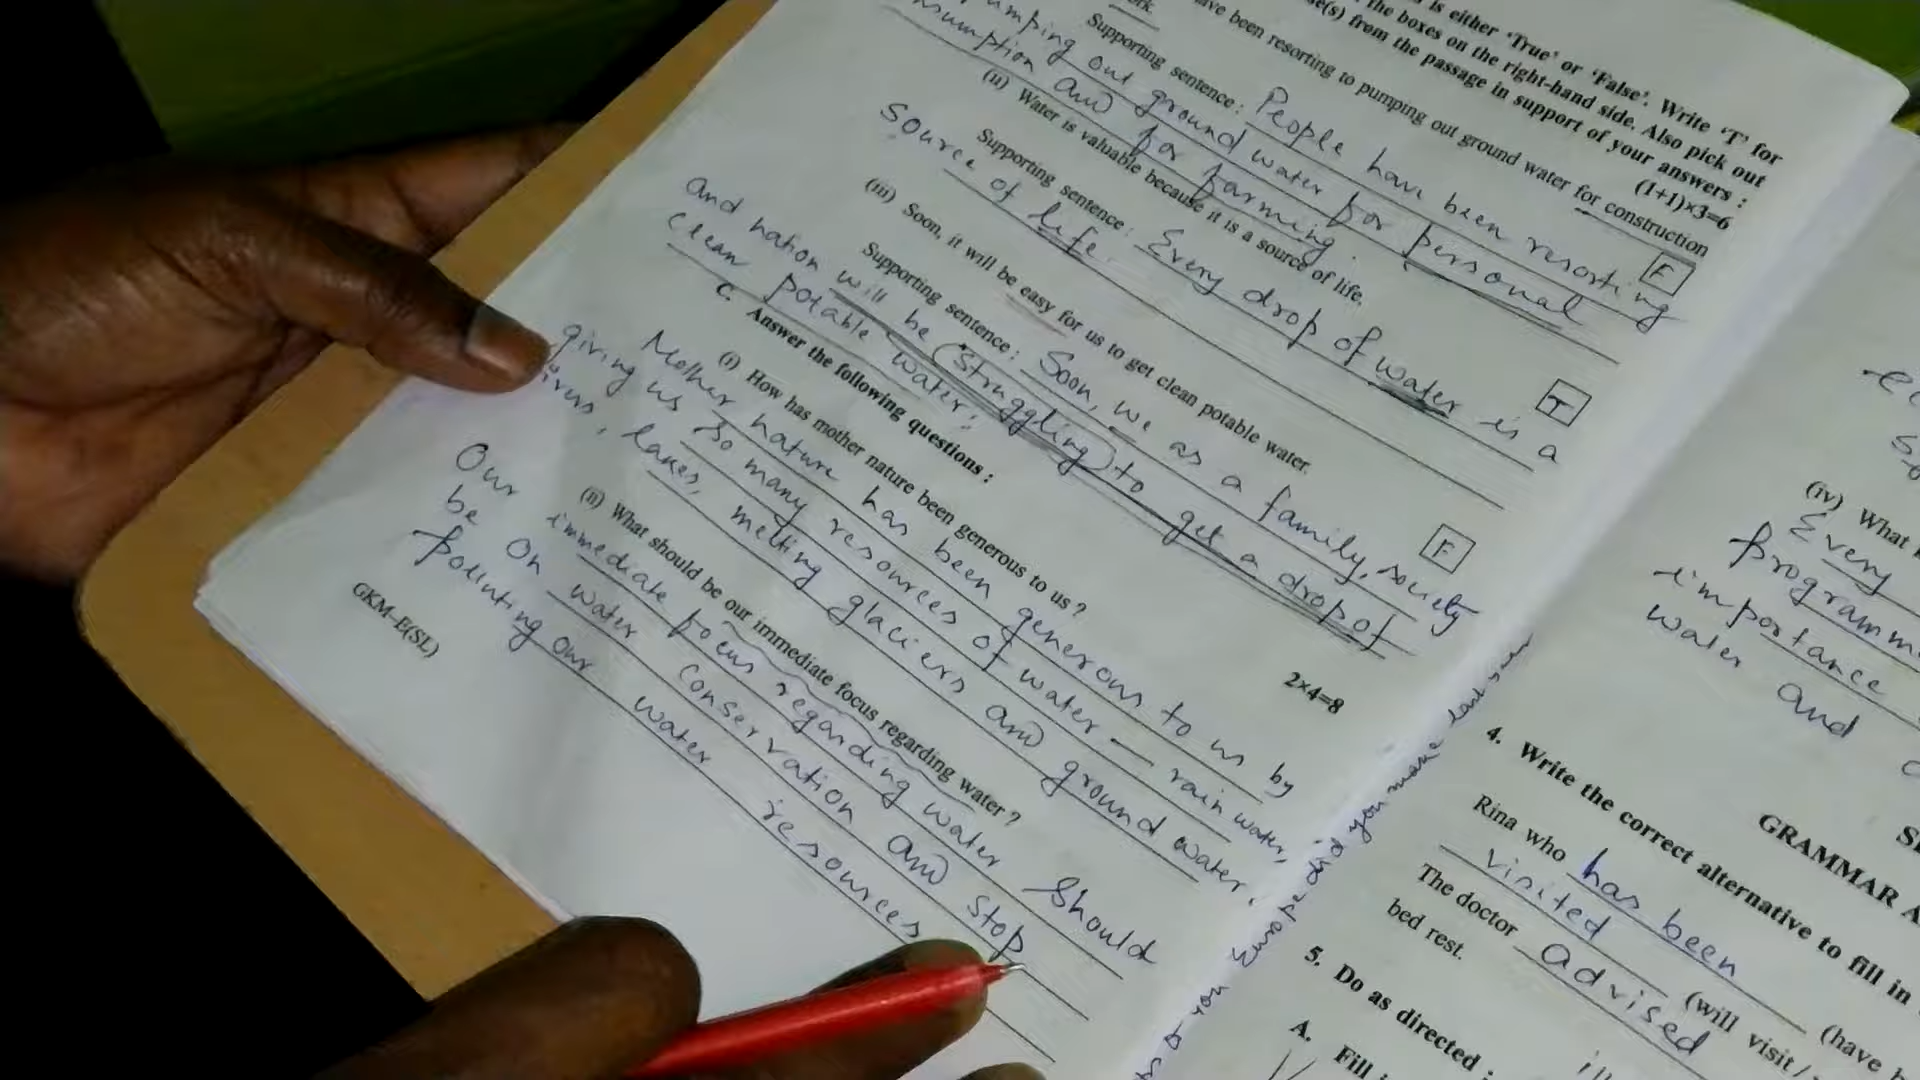 is either 'True' or 'False'. Write 'T' for
the boxes on the right-hand side. Also pick out
from the passage in support of your answers :
(1+1)×3=6
have been resorting to pumping out ground water for construction
F
Supporting sentence : People have been resorting
out ground water for personal
and for farming.
(ii) Water is valuable because it is a source of life.
T
Supporting sentence : Every drop of water is a
source of life.
(iii) Soon, it will be easy for us to get clean potable water.
F
Supporting sentence : Soon, we as a family, society
and nation will be struggling to get a drop of
clean potable water.
C. Answer the following questions :
2×4=8
(i) How has mother nature been generous to us ?
Mother nature has been generous to us by
giving us so many resources of water — rain water,
lakes, melting glaciers and ground water.
(ii) What should be our immediate focus regarding water ?
Our immediate focus regarding water should
be on water conservation and stop
polluting our water resources
GKM–E(SL)
you Europe did you make last year
(iv) What
Every
importance
water and
GRAMMAR
4. Write the correct alternative to fill in
Rina who has been
visited (will visit/
(have
The doctor advised
bed rest.
5. Do as directed :
A. Fill